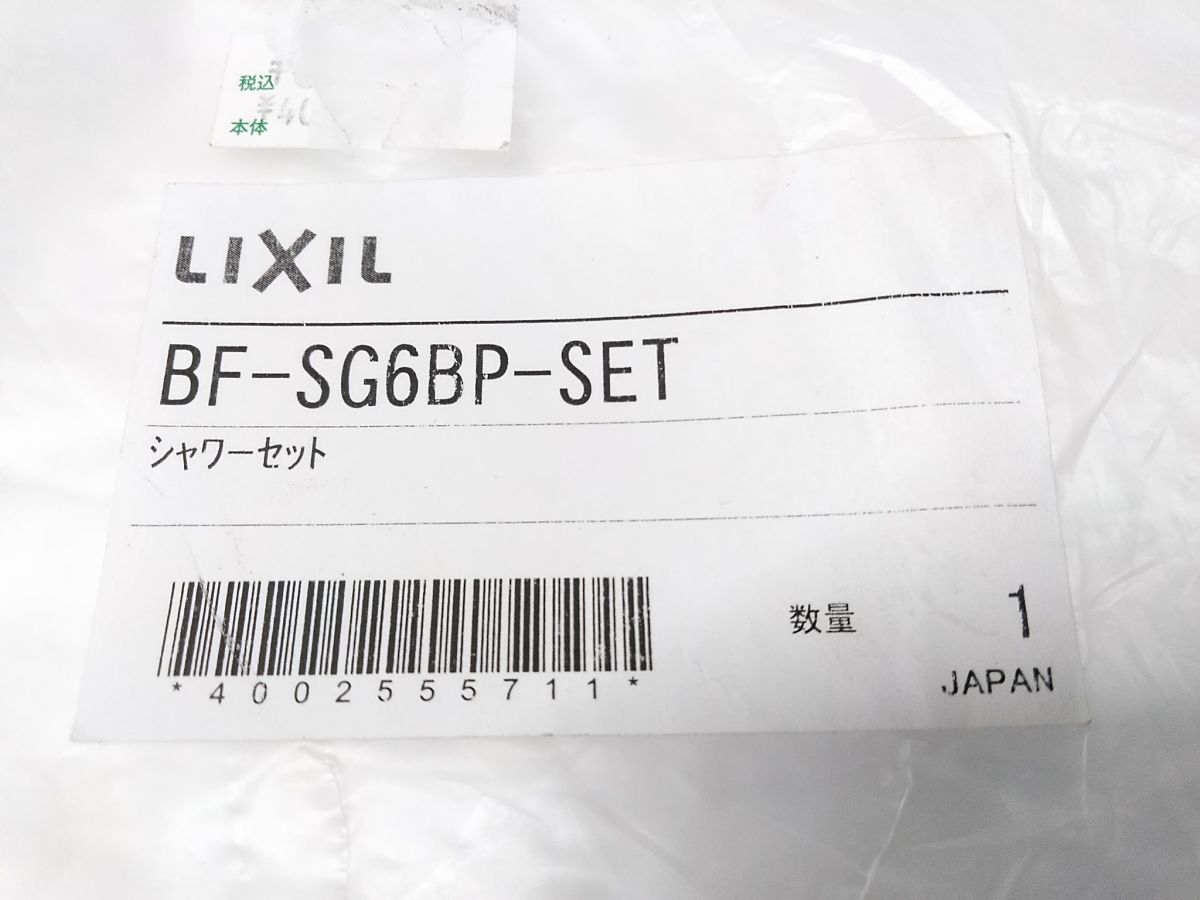 税込
本体
LIXIL
BF-SG6BP-SET
シャワーセット
*4002555711*
数量 1
JAPAN